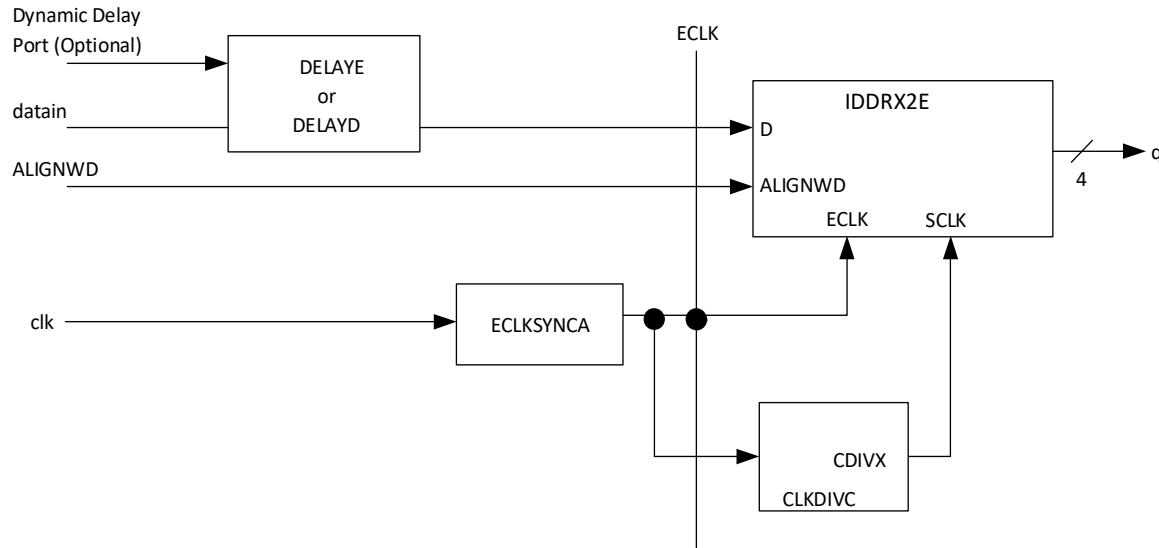 Dynamic Delay
Port (Optional)
DELAYE
or
DELAYD
datain
ALIGNWD
ECLK
IDDRX2E
D
ALIGNWD
ECLK
SCLK
q
4
clk
ECLKSYNCA
CDIVX
CLKDIVC